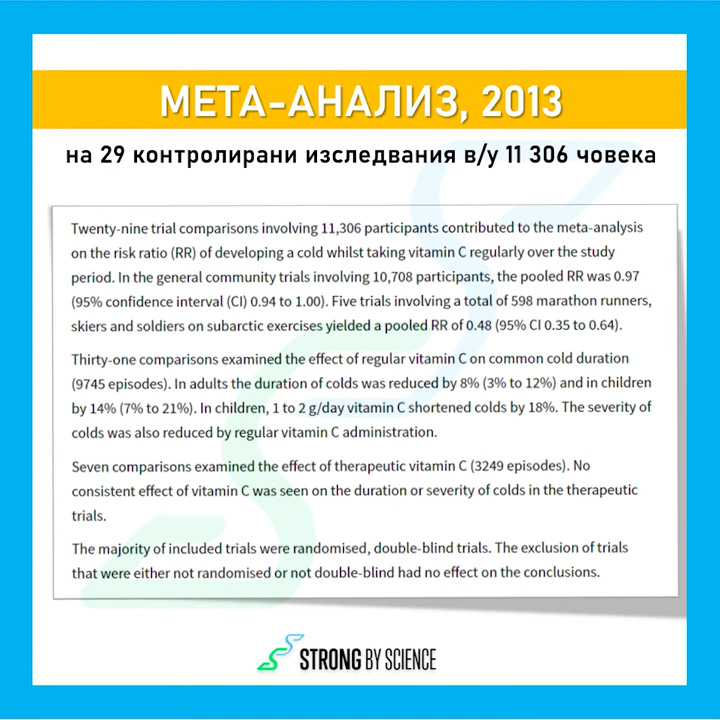 МЕТА-АНАЛИЗ, 2013
на 29 контролирани изследвания в/у 11 306 човека
Twenty-nine trial comparisons involving 11,306 participants contributed to the meta-analysis
on the risk ratio (RR) of developing a cold whilst taking vitamin C regularly over the study
period. In the general community trials involving 10,708 participants, the pooled RR was 0.97
(95% confidence interval (CI) 0.94 to 1.00). Five trials involving a total of 598 marathon runners,
skiers and soldiers on subarctic exercises yielded a pooled RR of 0.48 (95% CI 0.35 to 0.64).
Thirty-one comparisons examined the effect of regular vitamin C on common cold duration
(9745 episodes). In adults the duration of colds was reduced by 8% (3% to 12%) and in children
by 14% (7% to 21%). In children, 1 to 2 g/day vitamin C shortened colds by 18%. The severity of
colds was also reduced by regular vitamin C administration.
Seven comparisons examined the effect of therapeutic vitamin C (3249 episodes). No
consistent effect of vitamin C was seen on the duration or severity of colds in the therapeutic
trials.
The majority of included trials were randomised, double-blind trials. The exclusion of trials
that were either not randomised or not double-blind had no effect on the conclusions.
STRONG BY SCIENCE